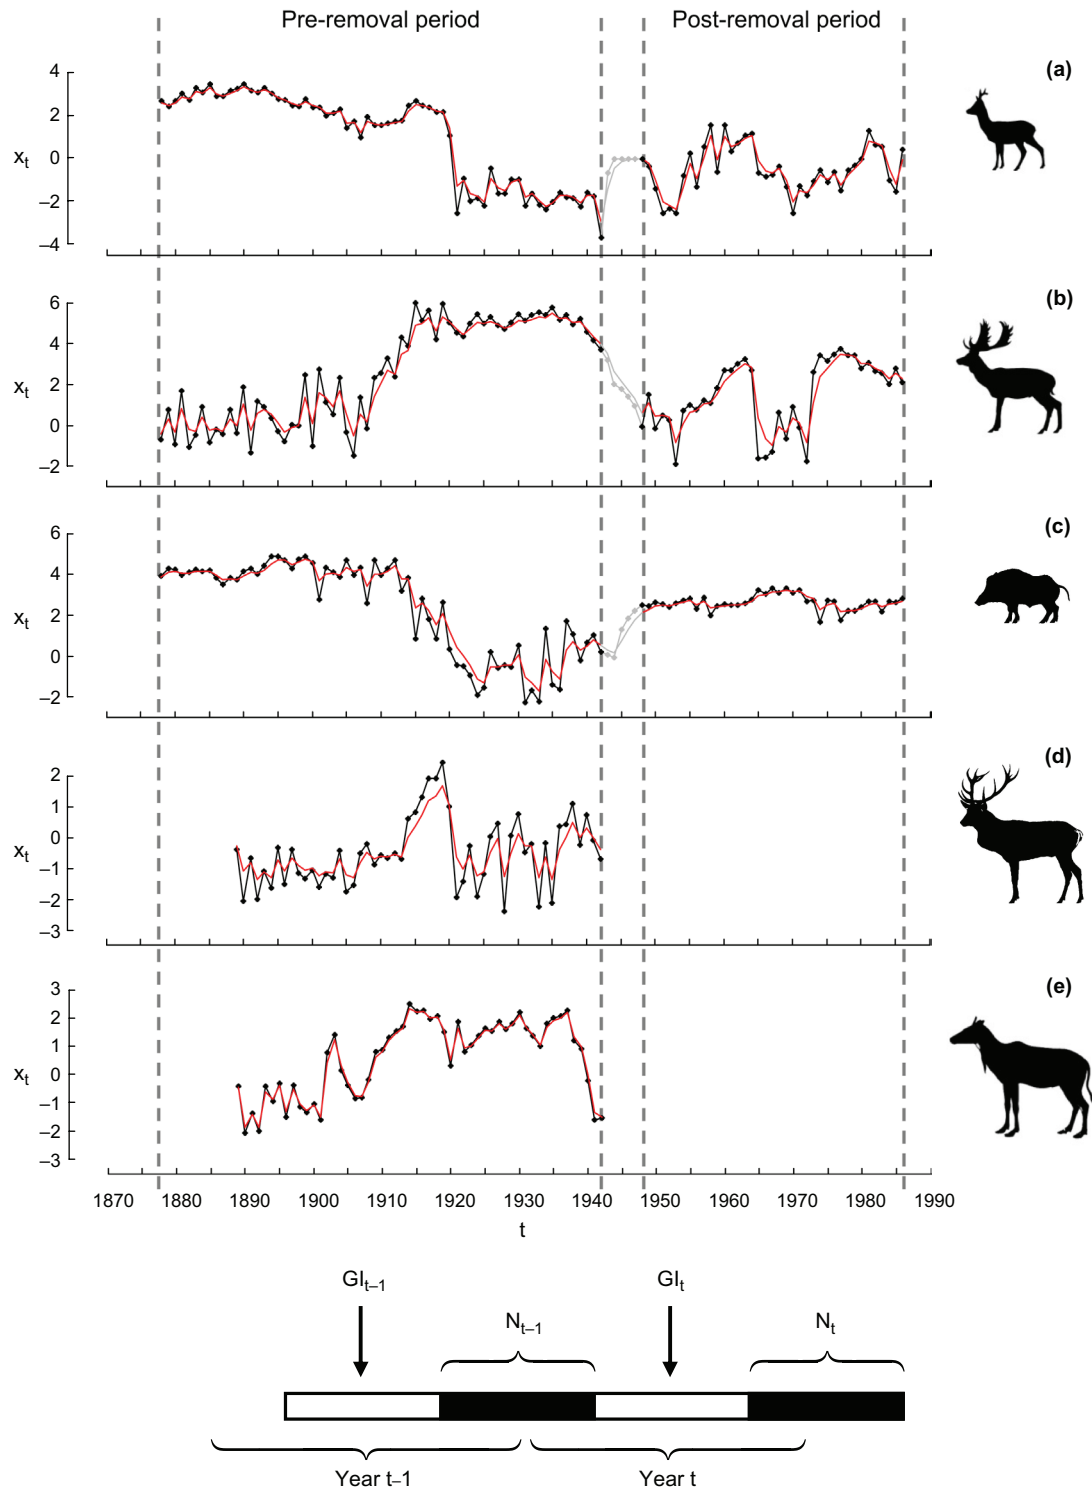 Pre-removal period Post-removal period
(a)
4
2
0
–2
–4
xt
(b)
6
4
2
0
–2
xt
(c)
6
4
2
0
–2
xt
(d)
2
1
0
–1
–2
–3
xt
(e)
3
2
1
0
–1
–2
–3
xt
1870 1880 1890 1900 1910 1920 1930 1940 1950 1960 1970 1980 1990
t
GIt–1 GIt
Nt–1 Nt
Year t–1 Year t